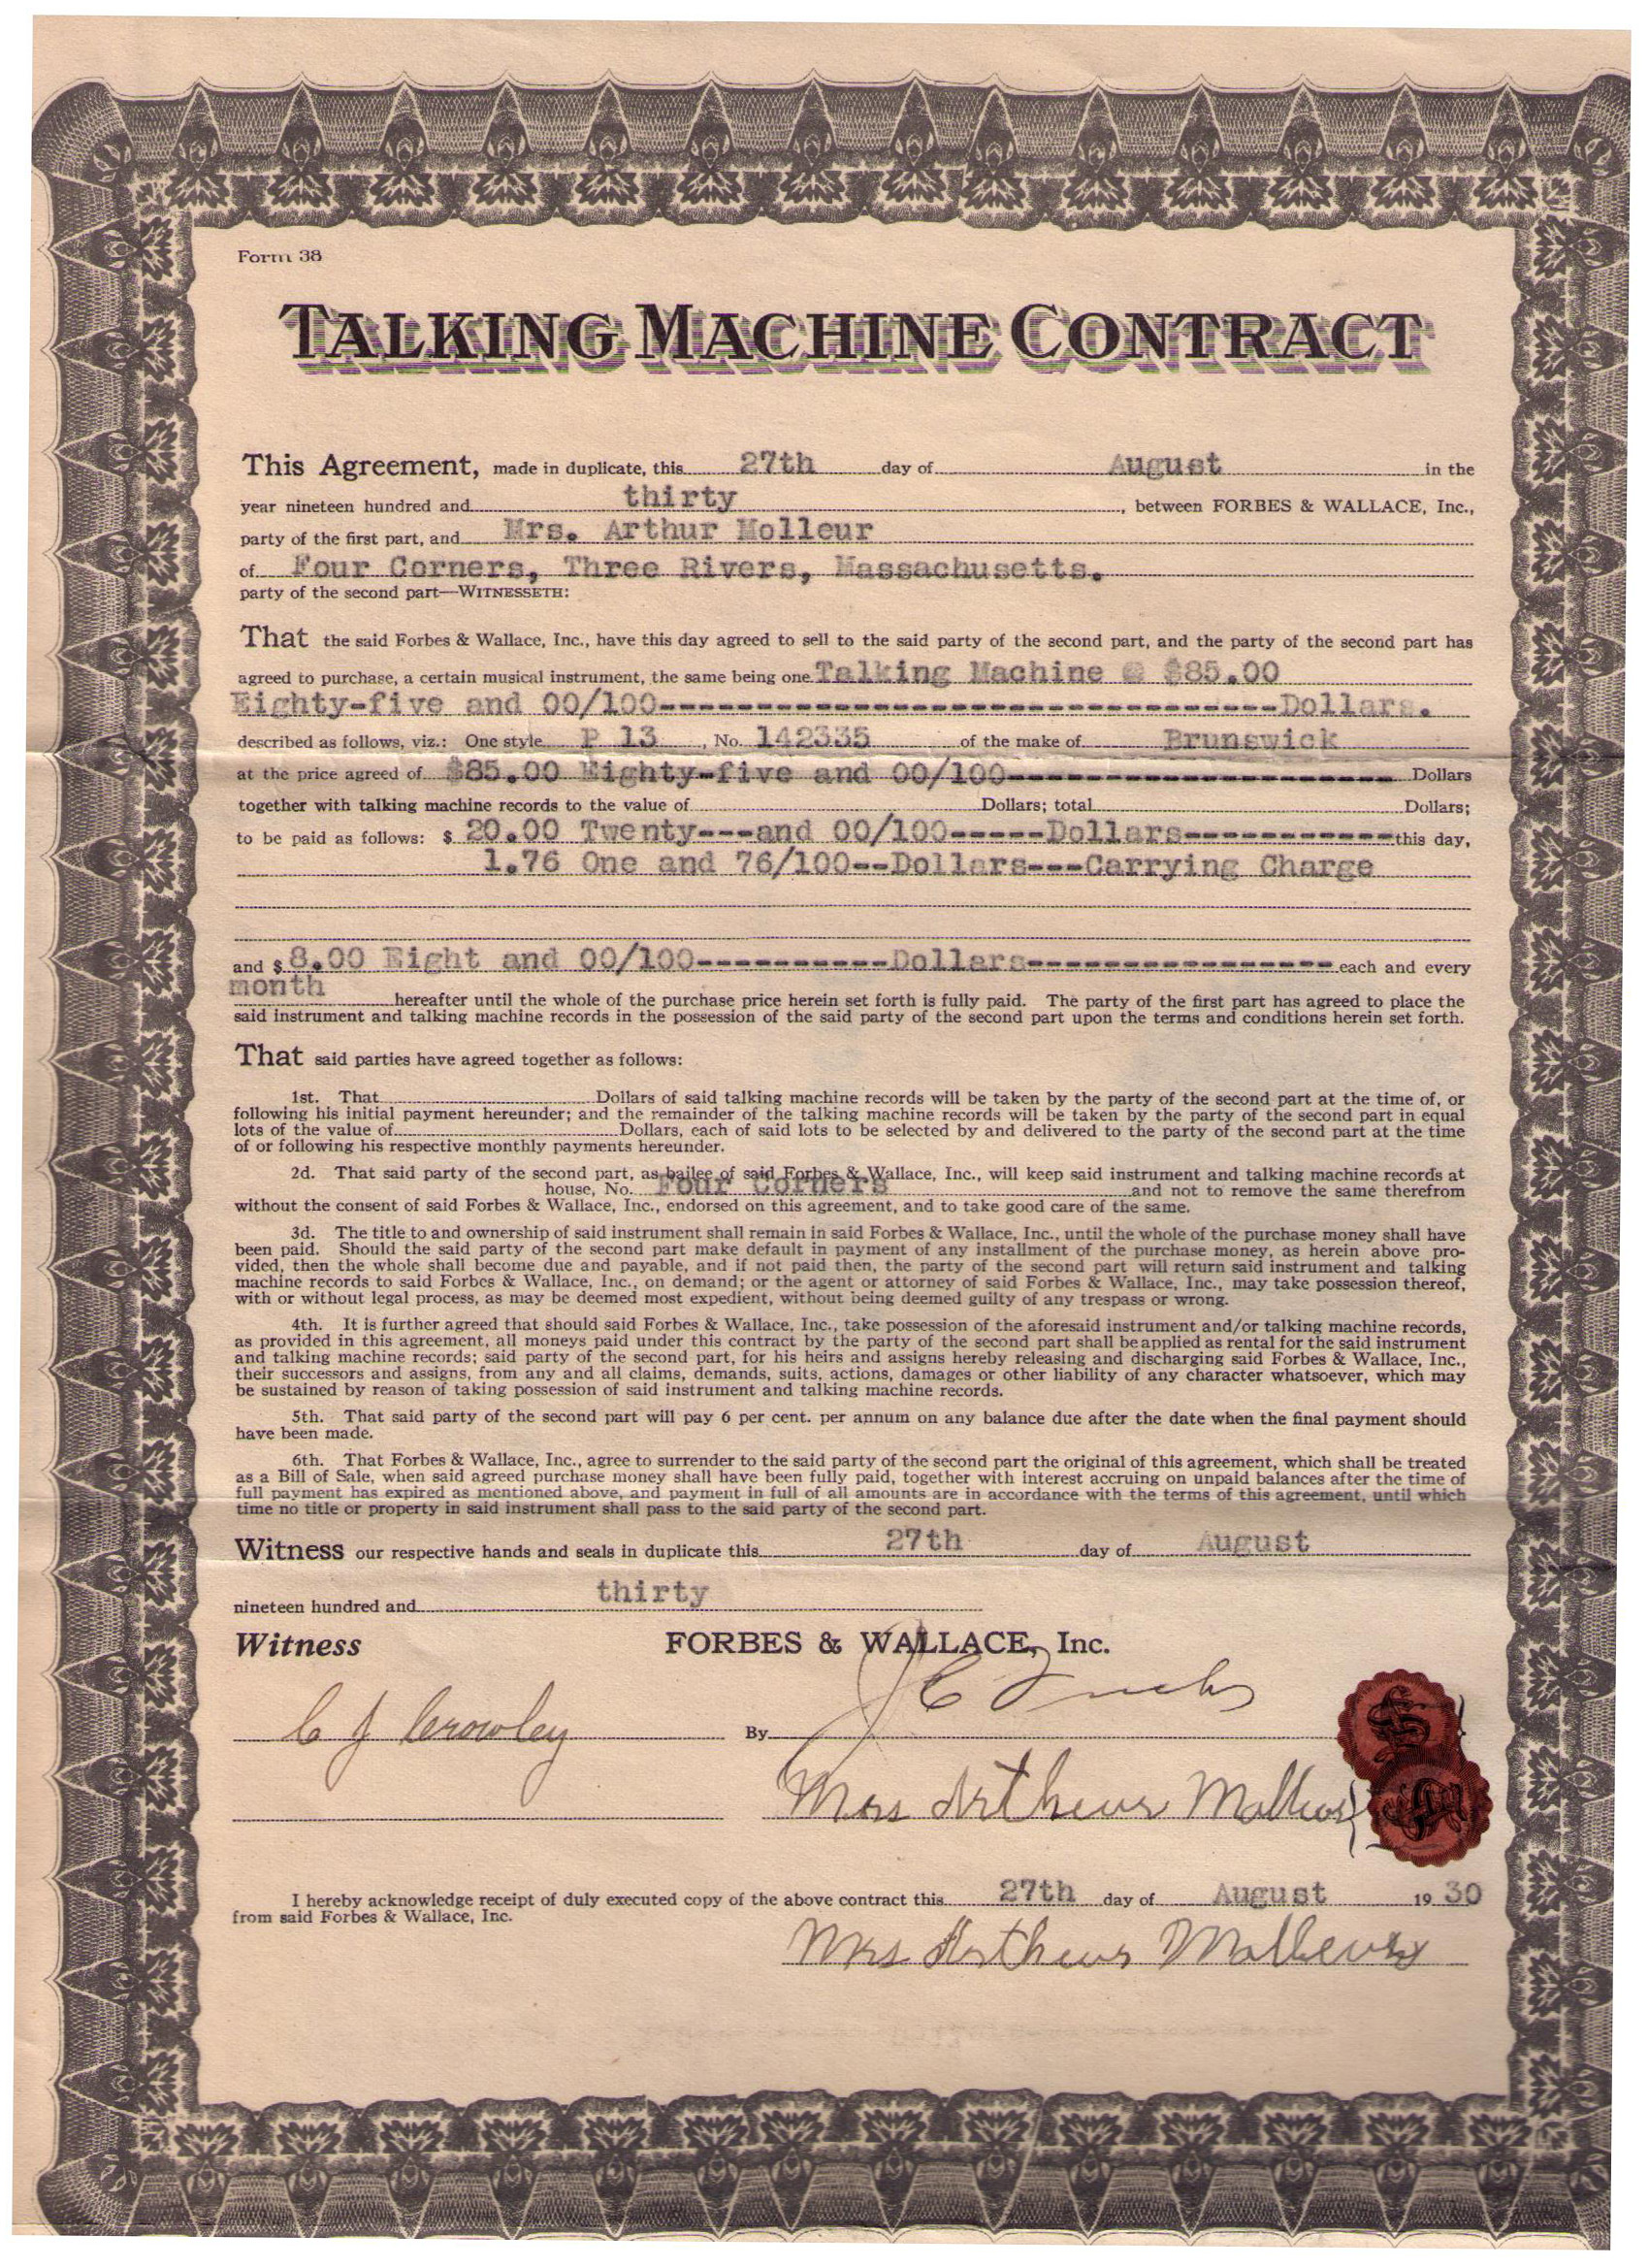 Form 38
TALKING MACHINE CONTRACT
This Agreement, made in duplicate, this 27th day of August in the
year nineteen hundred and thirty, between FORBES & WALLACE, Inc.,
party of the first part, and Mrs. Arthur Molleur
of Four Corners, Three Rivers, Massachusetts.
party of the second part—WITNESSETH:
That the said Forbes & Wallace, Inc., have this day agreed to sell to the said party of the second part, and the party of the second part has
agreed to purchase, a certain musical instrument, the same being one Talking Machine @ $85.00
Eighty-five and 00/100--------------------------------Dollars.
described as follows, viz.: One style P 13, No. 142335 of the make of Brunswick
at the price agreed of $85.00 Eighty-five and 00/100-------------------- Dollars
together with talking machine records to the value of Dollars; total Dollars;
to be paid as follows: $ 20.00 Twenty---and 00/100-----Dollars-----------this day,
1.76 One and 76/100--Dollars---Carrying Charge
and $ 8.00 Eight and 00/100----------Dollars----------------each and every
month hereafter until the whole of the purchase price herein set forth is fully paid. The party of the first part has agreed to place the
said instrument and talking machine records in the possession of the said party of the second part upon the terms and conditions herein set forth.
That said parties have agreed together as follows:
1st. That Dollars of said talking machine records will be taken by the party of the second part at the time of, or
following his initial payment hereunder; and the remainder of the talking machine records will be taken by the party of the second part in equal
lots of the value of Dollars, each of said lots to be selected by and delivered to the party of the second part at the time
of or following his respective monthly payments hereunder.
2d. That said party of the second part, as bailee of said Forbes & Wallace, Inc., will keep said instrument and talking machine records at
house, No. Four Corners and not to remove the same therefrom
without the consent of said Forbes & Wallace, Inc., endorsed on this agreement, and to take good care of the same.
3d. The title to and ownership of said instrument shall remain in said Forbes & Wallace, Inc., until the whole of the purchase money shall have
been paid. Should the said party of the second part make default in payment of any installment of the purchase money, as herein above pro-
vided, then the whole shall become due and payable, and if not paid then, the party of the second part will return said instrument and talking
machine records to said Forbes & Wallace, Inc., on demand; or the agent or attorney of said Forbes & Wallace, Inc., may take possession thereof,
with or without legal process, as may be deemed most expedient, without being deemed guilty of any trespass or wrong.
4th. It is further agreed that should said Forbes & Wallace, Inc., take possession of the aforesaid instrument and/or talking machine records,
as provided in this agreement, all moneys paid under this contract by the party of the second part shall be applied as rental for the said instrument
and talking machine records; said party of the second part, for his heirs and assigns hereby releasing and discharging said Forbes & Wallace, Inc.,
their successors and assigns, from any and all claims, demands, suits, actions, damages or other liability of any character whatsoever, which may
be sustained by reason of taking possession of said instrument and talking machine records.
5th. That said party of the second part will pay 6 per cent. per annum on any balance due after the date when the final payment should
have been made.
6th. That Forbes & Wallace, Inc., agree to surrender to the said party of the second part the original of this agreement, which shall be treated
as a Bill of Sale, when said agreed purchase money shall have been fully paid, together with interest accruing on unpaid balances after the time of
full payment has expired as mentioned above, and payment in full of all amounts are in accordance with the terms of this agreement, until which
time no title or property in said instrument shall pass to the said party of the second part.
Witness our respective hands and seals in duplicate this 27th day of August
nineteen hundred and thirty
Witness FORBES & WALLACE, Inc.
C J Crowley By J C
Mrs Arthur Molleur
I hereby acknowledge receipt of duly executed copy of the above contract this 27th day of August 1930
from said Forbes & Wallace, Inc.
Mrs Arthur Molleur